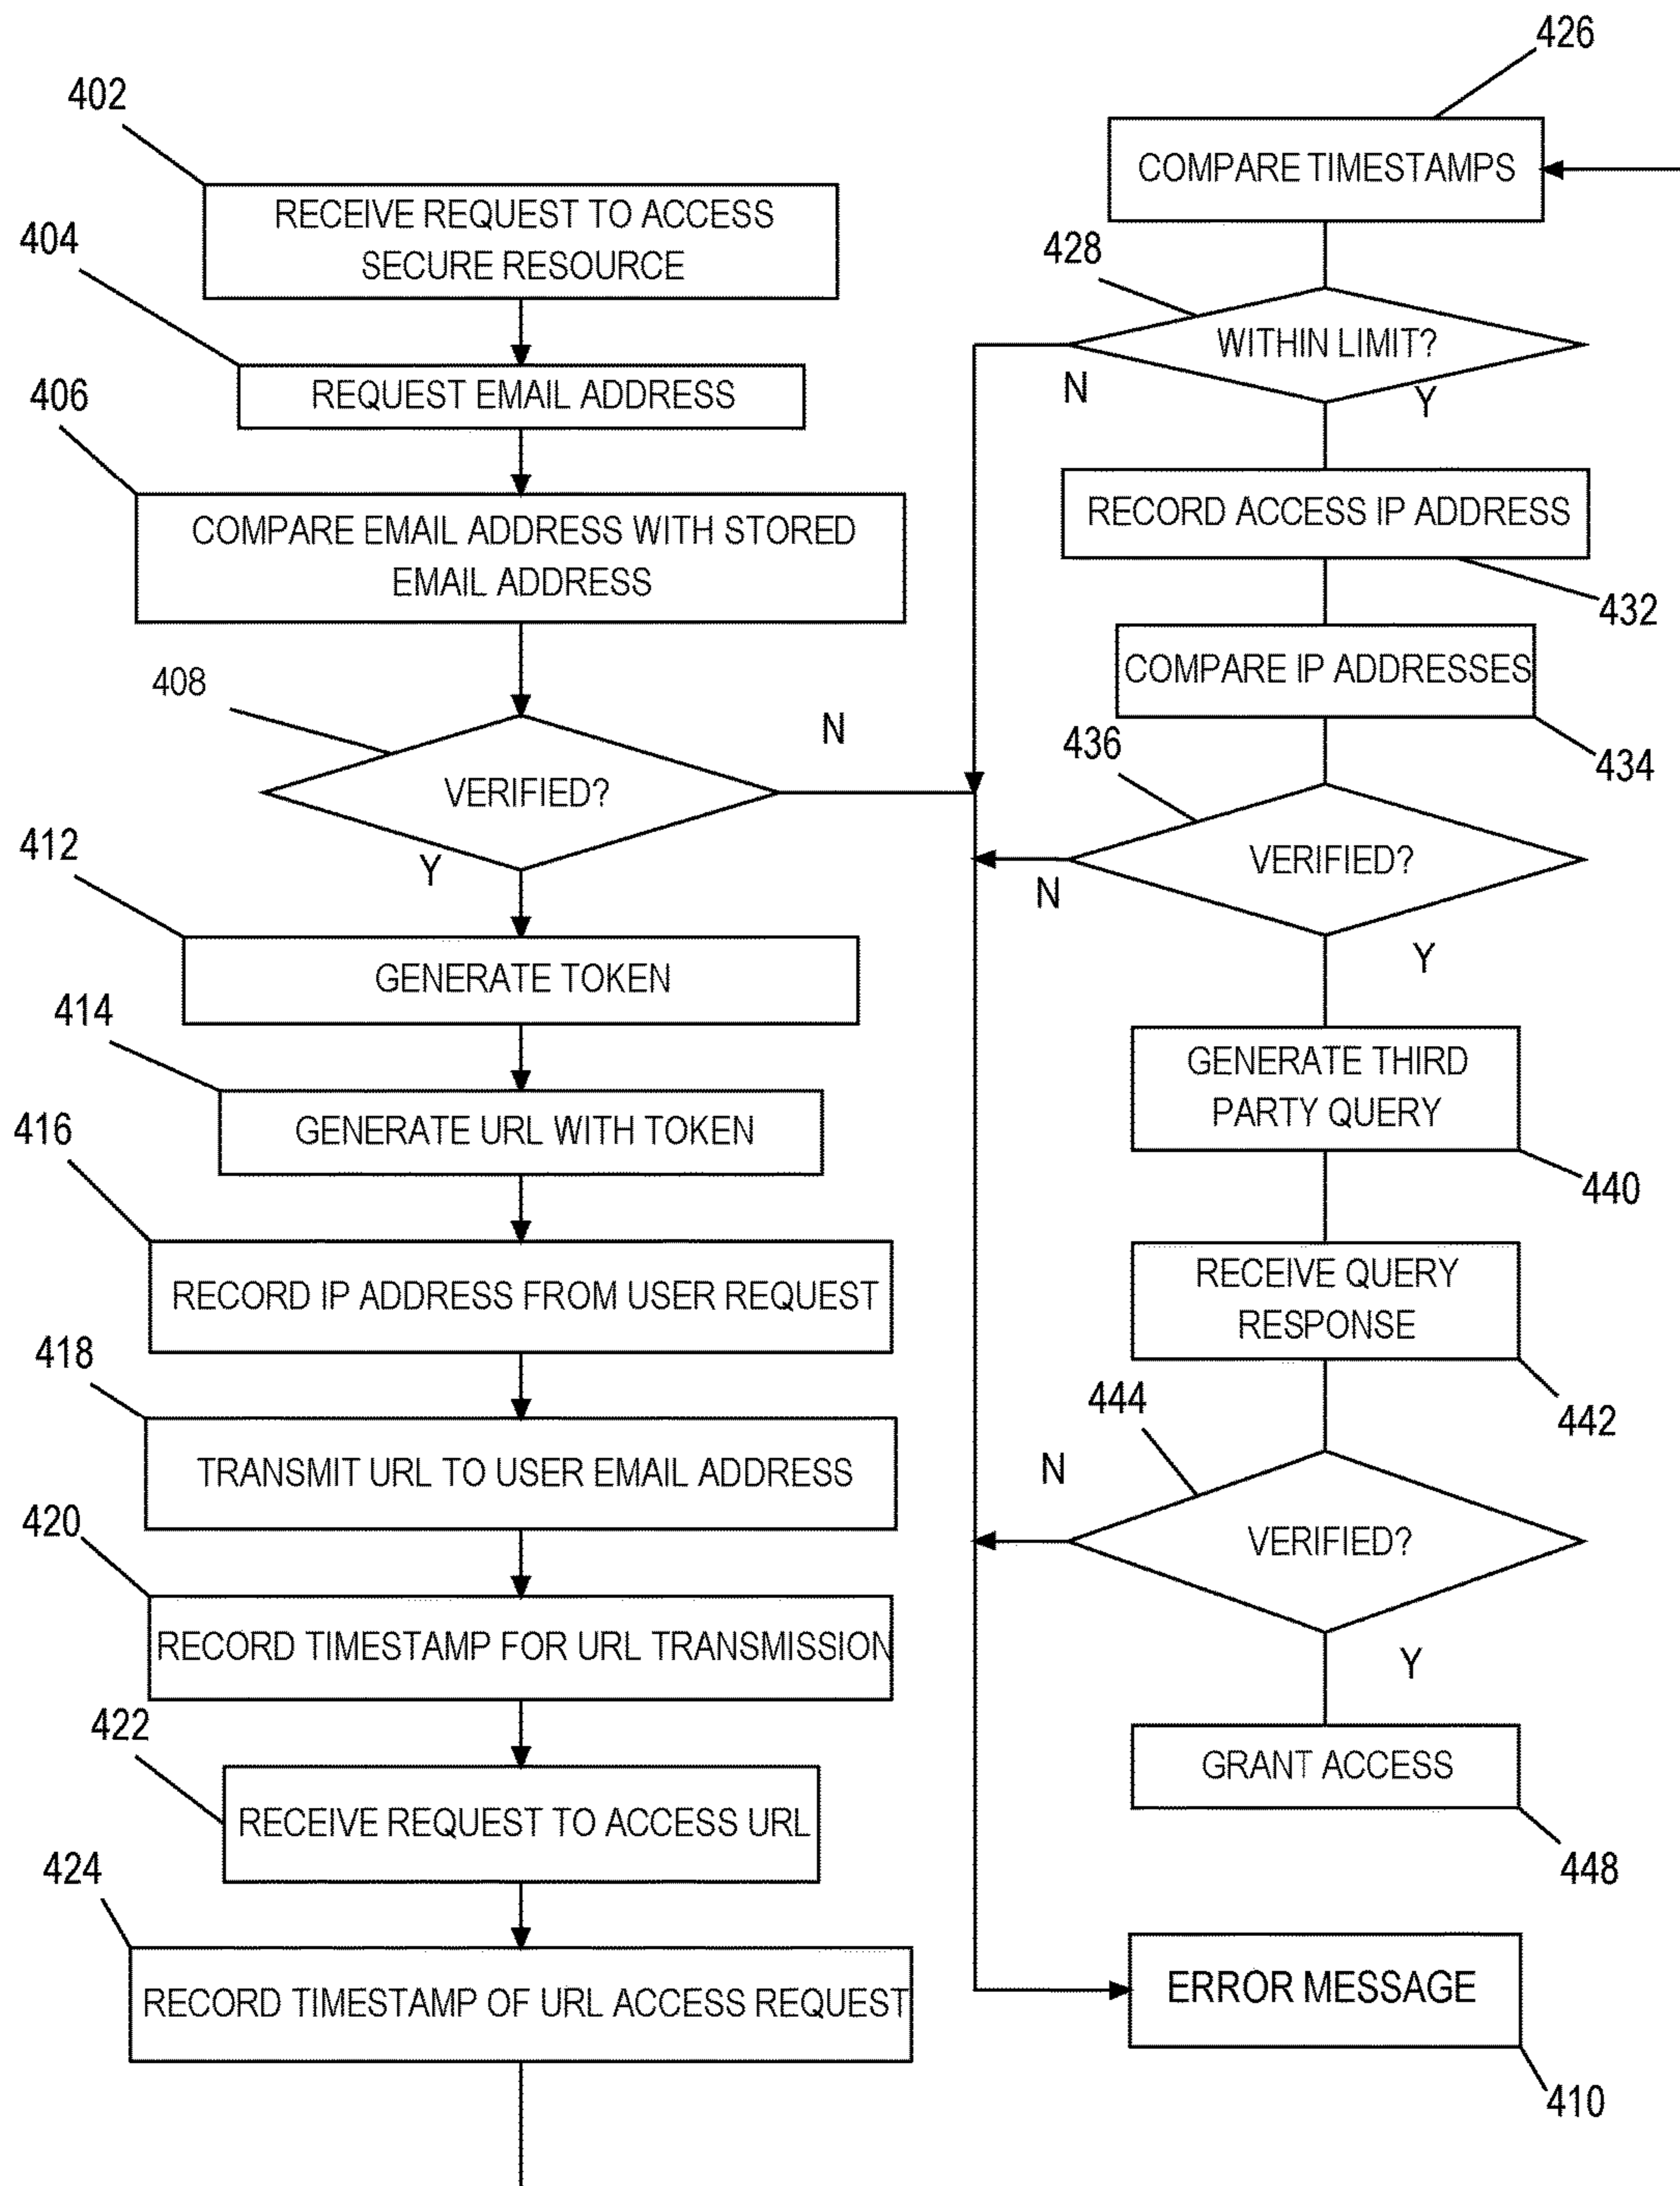 402
RECEIVE REQUEST TO ACCESS
SECURE RESOURCE
404
REQUEST EMAIL ADDRESS
406
COMPARE EMAIL ADDRESS WITH STORED
EMAIL ADDRESS
408
VERIFIED?
N
Y
412
GENERATE TOKEN
414
GENERATE URL WITH TOKEN
416
RECORD IP ADDRESS FROM USER REQUEST
418
TRANSMIT URL TO USER EMAIL ADDRESS
420
RECORD TIMESTAMP FOR URL TRANSMISSION
422
RECEIVE REQUEST TO ACCESS URL
424
RECORD TIMESTAMP OF URL ACCESS REQUEST
426
COMPARE TIMESTAMPS
428
WITHIN LIMIT?
N
Y
RECORD ACCESS IP ADDRESS
432
COMPARE IP ADDRESSES
434
436
VERIFIED?
N
Y
GENERATE THIRD
PARTY QUERY
440
RECEIVE QUERY
RESPONSE
442
444
N
VERIFIED?
Y
GRANT ACCESS
448
ERROR MESSAGE
410